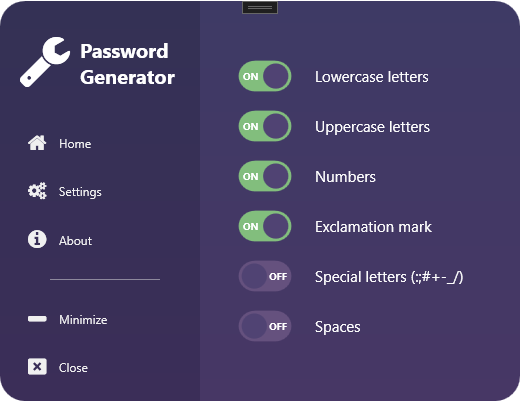 Password
Generator
Home
Settings
About
Minimize
Close
ON Lowercase letters
ON Uppercase letters
ON Numbers
ON Exclamation mark
OFF Special letters (:;#+-_/)
OFF Spaces